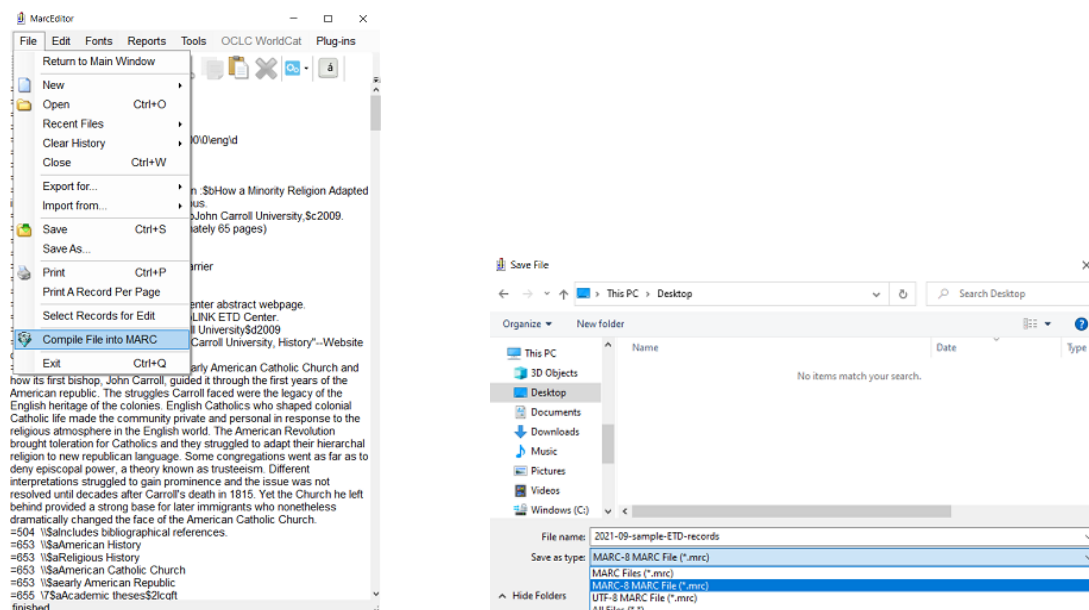 MarcEditor
File Edit Fonts Reports Tools OCLC WorldCat Plug-ins
Return to Main Window
New
Open Ctrl+O
Recent Files
Clear History
Close Ctrl+W
Export for...
Import from...
Save Ctrl+S
Save As...
Print Ctrl+P
Print A Record Per Page
Select Records for Edit
Compile File into MARC
Exit Ctrl+Q
á
00\0\eng\d
n :$bHow a Minority Religion Adapted
us.
John Carroll University,$c2009.
ately 65 pages)
arrier
enter abstract webpage.
LINK ETD Center.
l University$d2009
Carroll University, History"--Website
arly American Catholic Church and
how its first bishop, John Carroll, guided it through the first years of the
American republic. The struggles Carroll faced were the legacy of the
English heritage of the colonies. English Catholics who shaped colonial
Catholic life made the community private and personal in response to the
religious atmosphere in the English world. The American Revolution
brought toleration for Catholics and they struggled to adapt their hierarchal
religion to new republican language. Some congregations went as far as to
deny episcopal power, a theory known as trusteeism. Different
interpretations struggled to gain prominence and the issue was not
resolved until decades after Carroll's death in 1815. Yet the Church he left
behind provided a strong base for later immigrants who nonetheless
dramatically changed the face of the American Catholic Church.
=504 \\$aIncludes bibliographical references.
=653 \\$aAmerican History
=653 \\$aReligious History
=653 \\$aAmerican Catholic Church
=653 \\$aearly American Republic
=655 \7$aAcademic theses$2lcgft
finished
Save File
This PC > Desktop
Search Desktop
Organize New folder
Name Date Type
No items match your search.
This PC
3D Objects
Desktop
Documents
Downloads
Music
Pictures
Videos
Windows (C:)
File name: 2021-09-sample-ETD-records
Save as type: MARC-8 MARC File (*.mrc)
MARC Files (*.mrc)
MARC-8 MARC File (*.mrc)
UTF-8 MARC File (*.mrc)
All Files (*.*)
Hide Folders